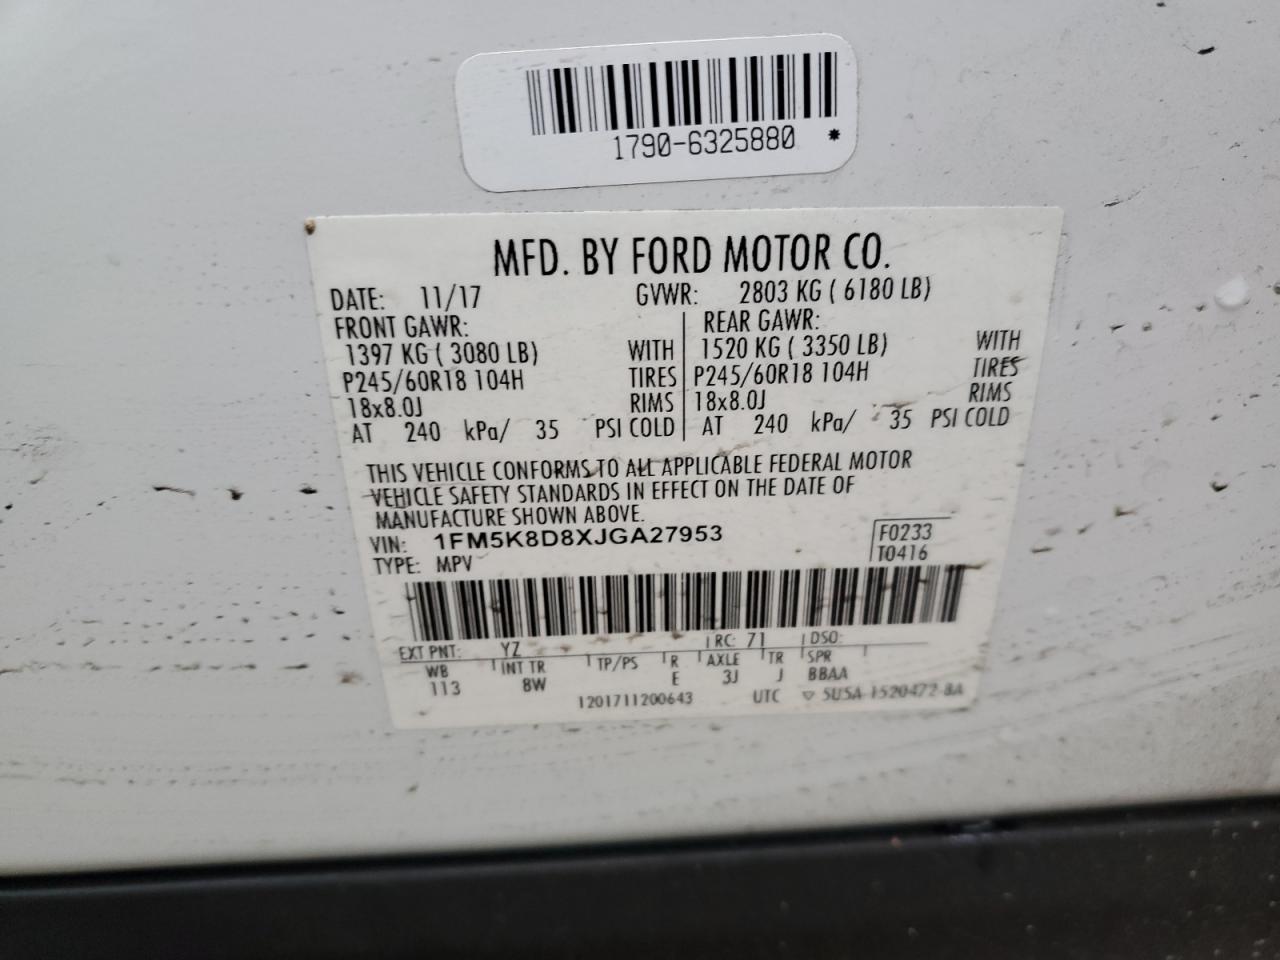 1790-6325880 *
MFD. BY FORD MOTOR CO.
DATE: 11/17 GVWR: 2803 KG ( 6180 LB)
FRONT GAWR: REAR GAWR:
1397 KG ( 3080 LB) WITH 1520 KG ( 3350 LB) WITH
P245/60R18 104H TIRES P245/60R18 104H TIRES
18x8.0J RIMS 18x8.0J RIMS
AT 240 kPa/ 35 PSI COLD AT 240 kPa/ 35 PSI COLD
THIS VEHICLE CONFORMS TO ALL APPLICABLE FEDERAL MOTOR
VEHICLE SAFETY STANDARDS IN EFFECT ON THE DATE OF
MANUFACTURE SHOWN ABOVE.
VIN: 1FM5K8D8XJGA27953 F0233
TYPE: MPV T0416
EXT PNT: YZ RC: 71 DSO:
WB INT TR TP/PS R AXLE TR SPR
113 8W E 3J J BBAA
1201711200643 UTC ▽ 5U5A-1520472-8A